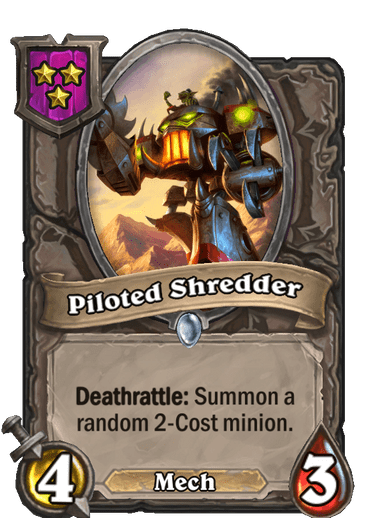 Piloted Shredder
Deathrattle: Summon a
random 2-Cost minion.
4
Mech
3